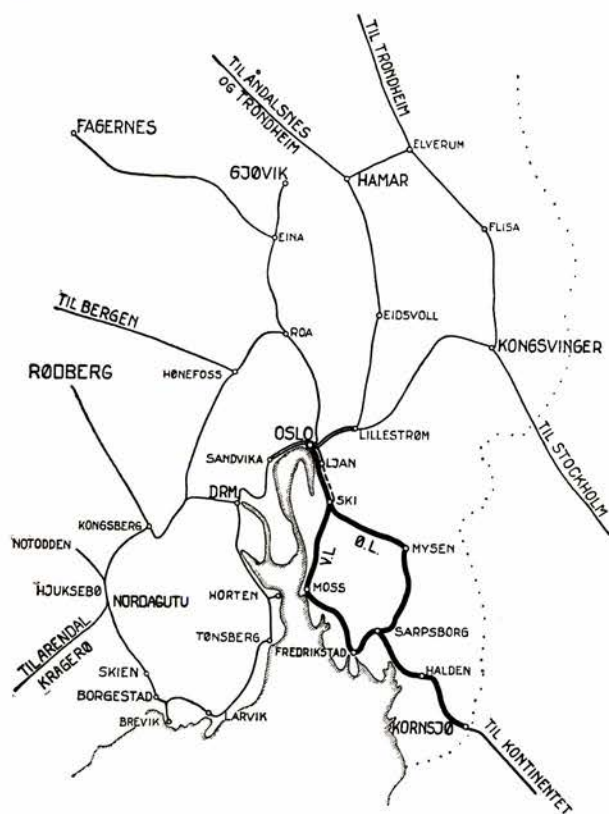 TIL TRONDHEIM
TIL ÅNDALSNES
OG TRONDHEIM
FAGERNES
ELVERUM
GJØVIK
HAMAR
FLISA
EINA
TIL BERGEN
EIDSVOLL
ROA
KONGSVINGER
HØNEFOSS
RØDBERG
OSLO
LILLESTRØM
TIL STOCKHOLM
SANDVIKA
LJAN
DRM.
SKI
KONGSBERG
NOTODDEN
Ø.L.
MYSEN
V.L
HJUKSEBØ
NORDAGUTU
HORTEN
MOSS
TIL ARENDAL
KRAGERØ
TØNSBERG
SARPSBORG
FREDRIKSTAD
SKIEN
HALDEN
BORGESTAD
BREVIK
LARVIK
KORNSJØ
TIL KONTINENTET